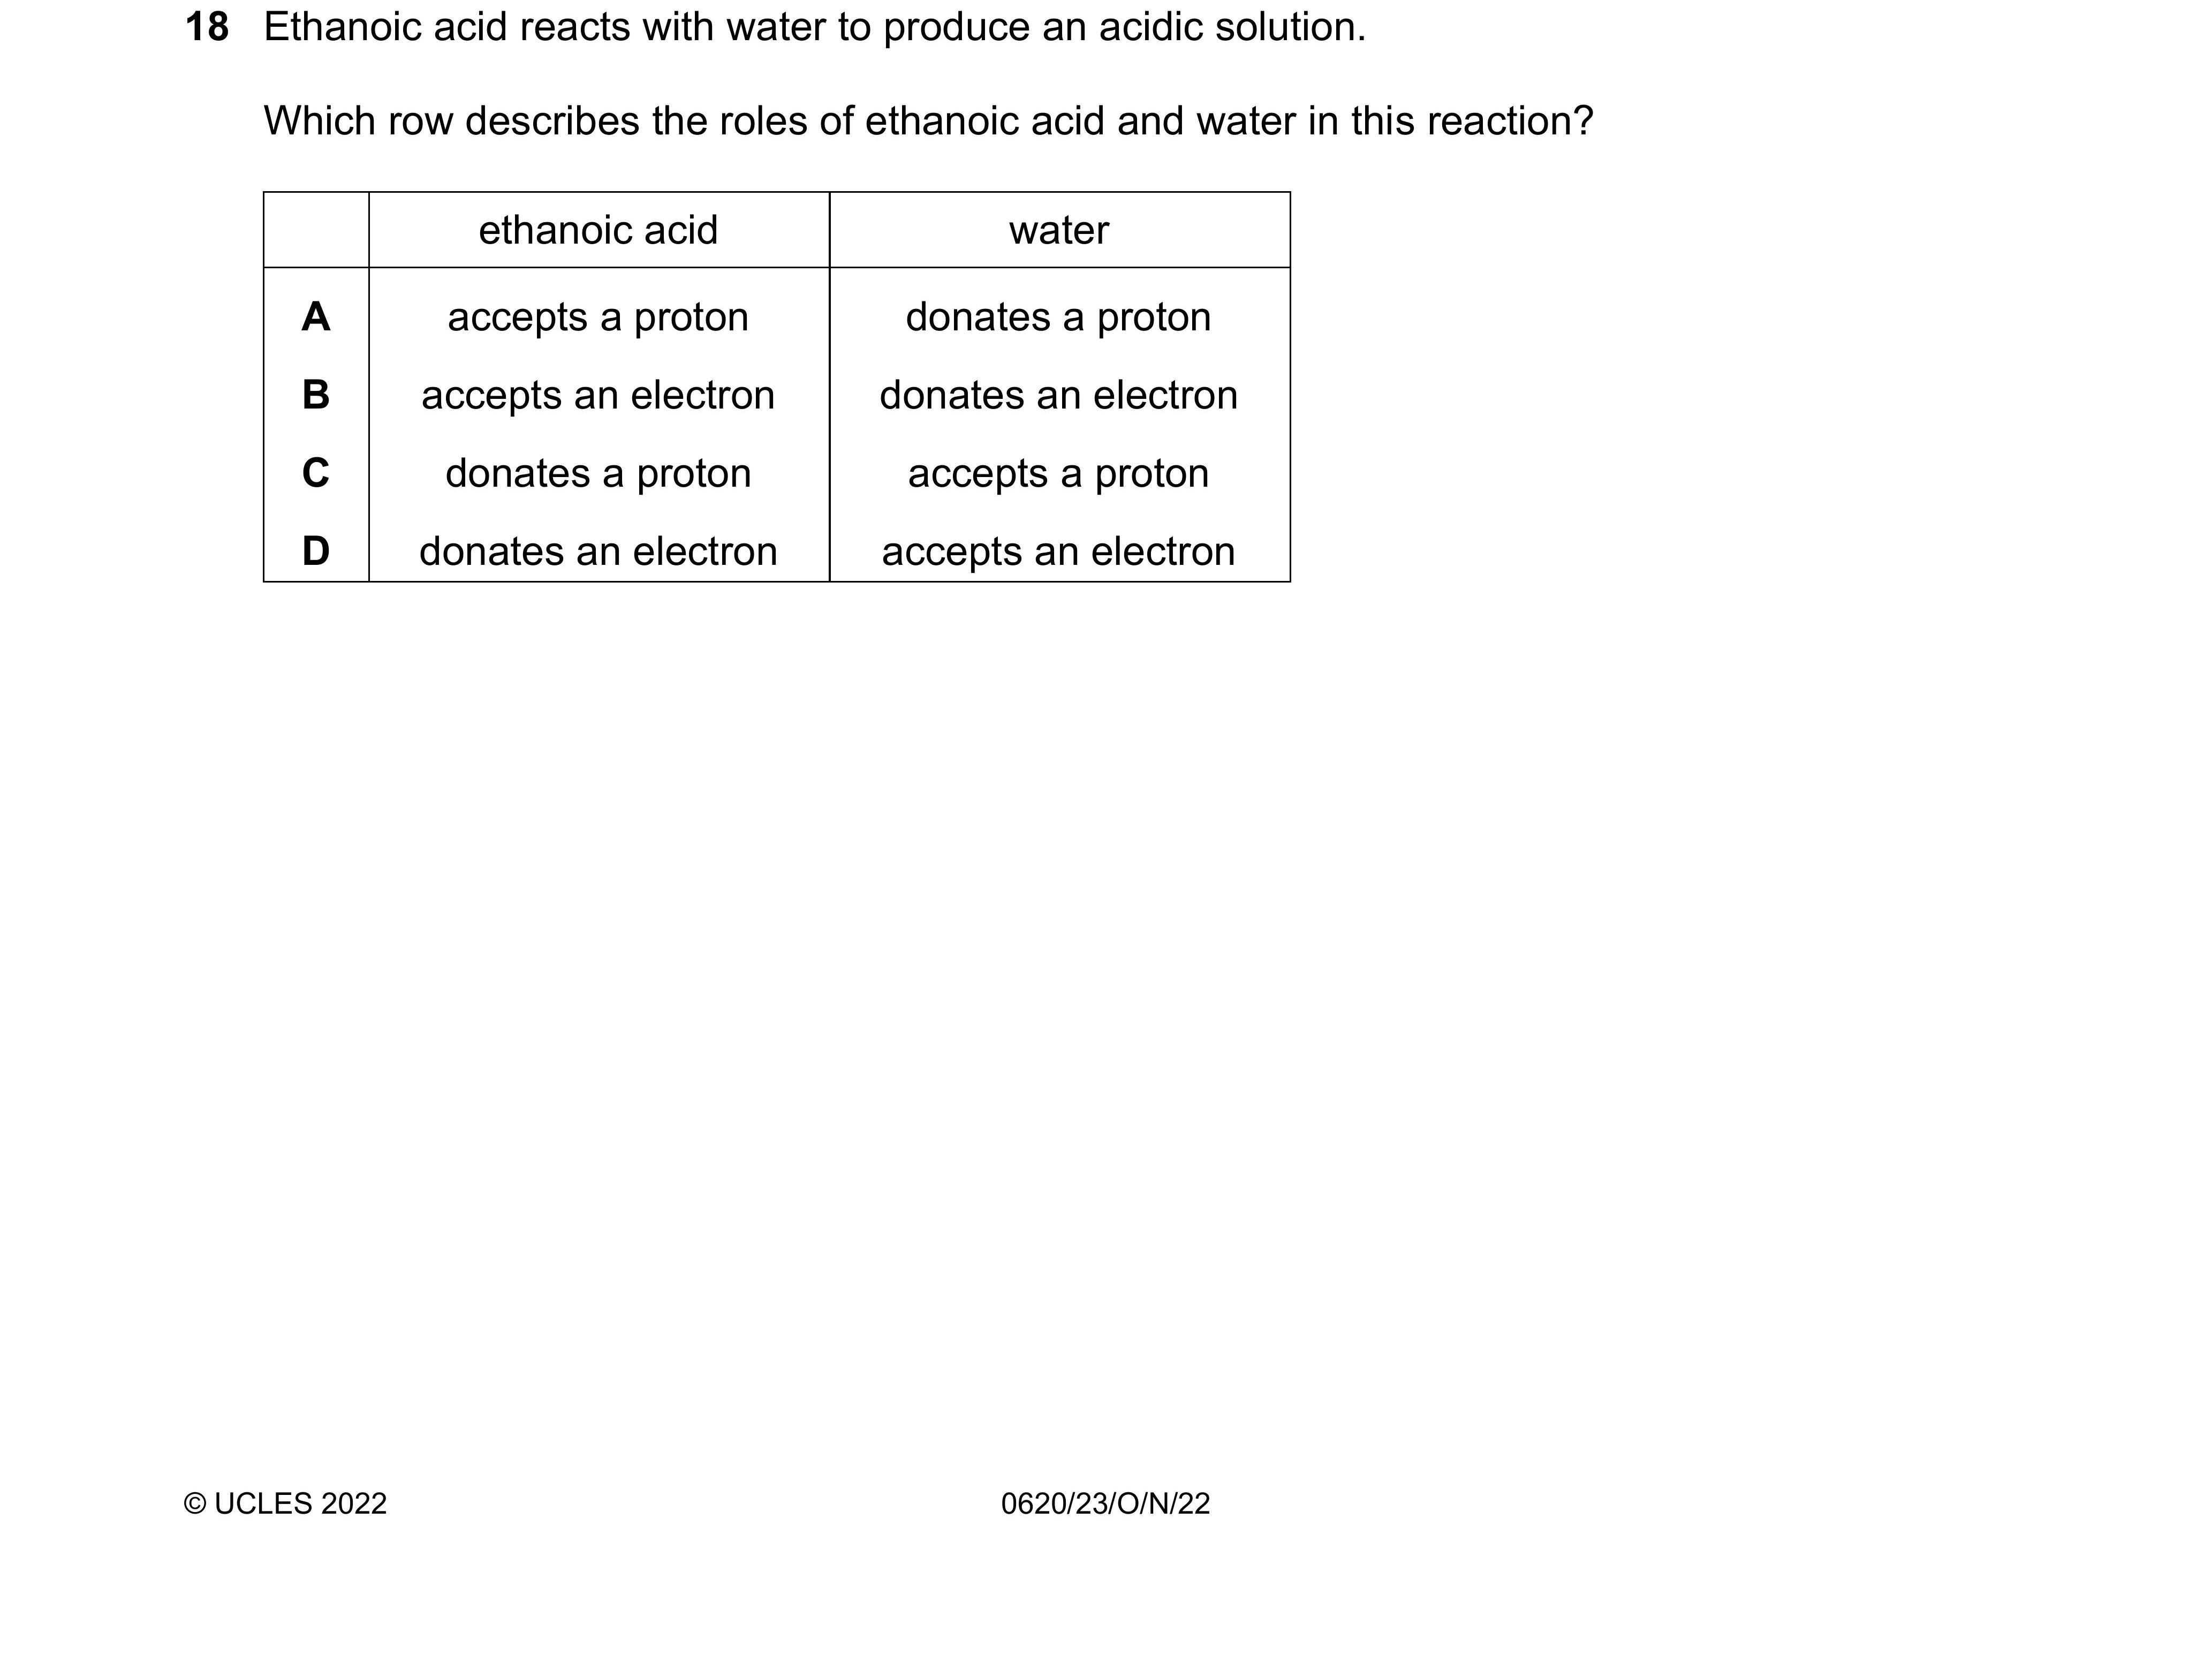 18 Ethanoic acid reacts with water to produce an acidic solution.
Which row describes the roles of ethanoic acid and water in this reaction?
ethanoic acid water
A accepts a proton donates a proton
B accepts an electron donates an electron
C donates a proton accepts a proton
D donates an electron accepts an electron
© UCLES 2022 0620/23/O/N/22